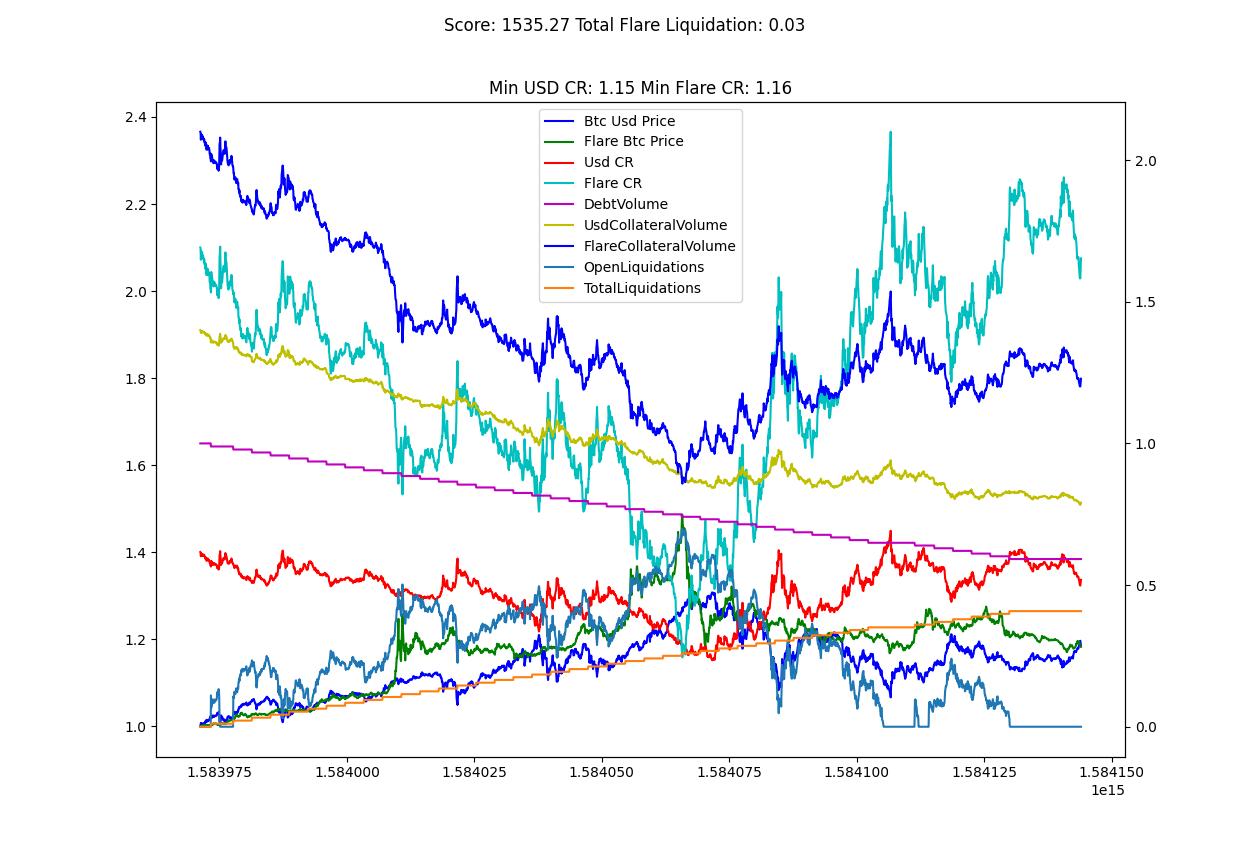 Score: 1535.27 Total Flare Liquidation: 0.03
Min USD CR: 1.15 Min Flare CR: 1.16
2.4
2.2
2.0
1.8
1.6
1.4
1.2
1.0
Btc Usd Price
Flare Btc Price
Usd CR
Flare CR
DebtVolume
UsdCollateralVolume
FlareCollateralVolume
OpenLiquidations
TotalLiquidations
2.0
1.5
1.0
0.5
0.0
1.583975 1.584000 1.584025 1.584050 1.584075 1.584100 1.584125 1.584150
1e15